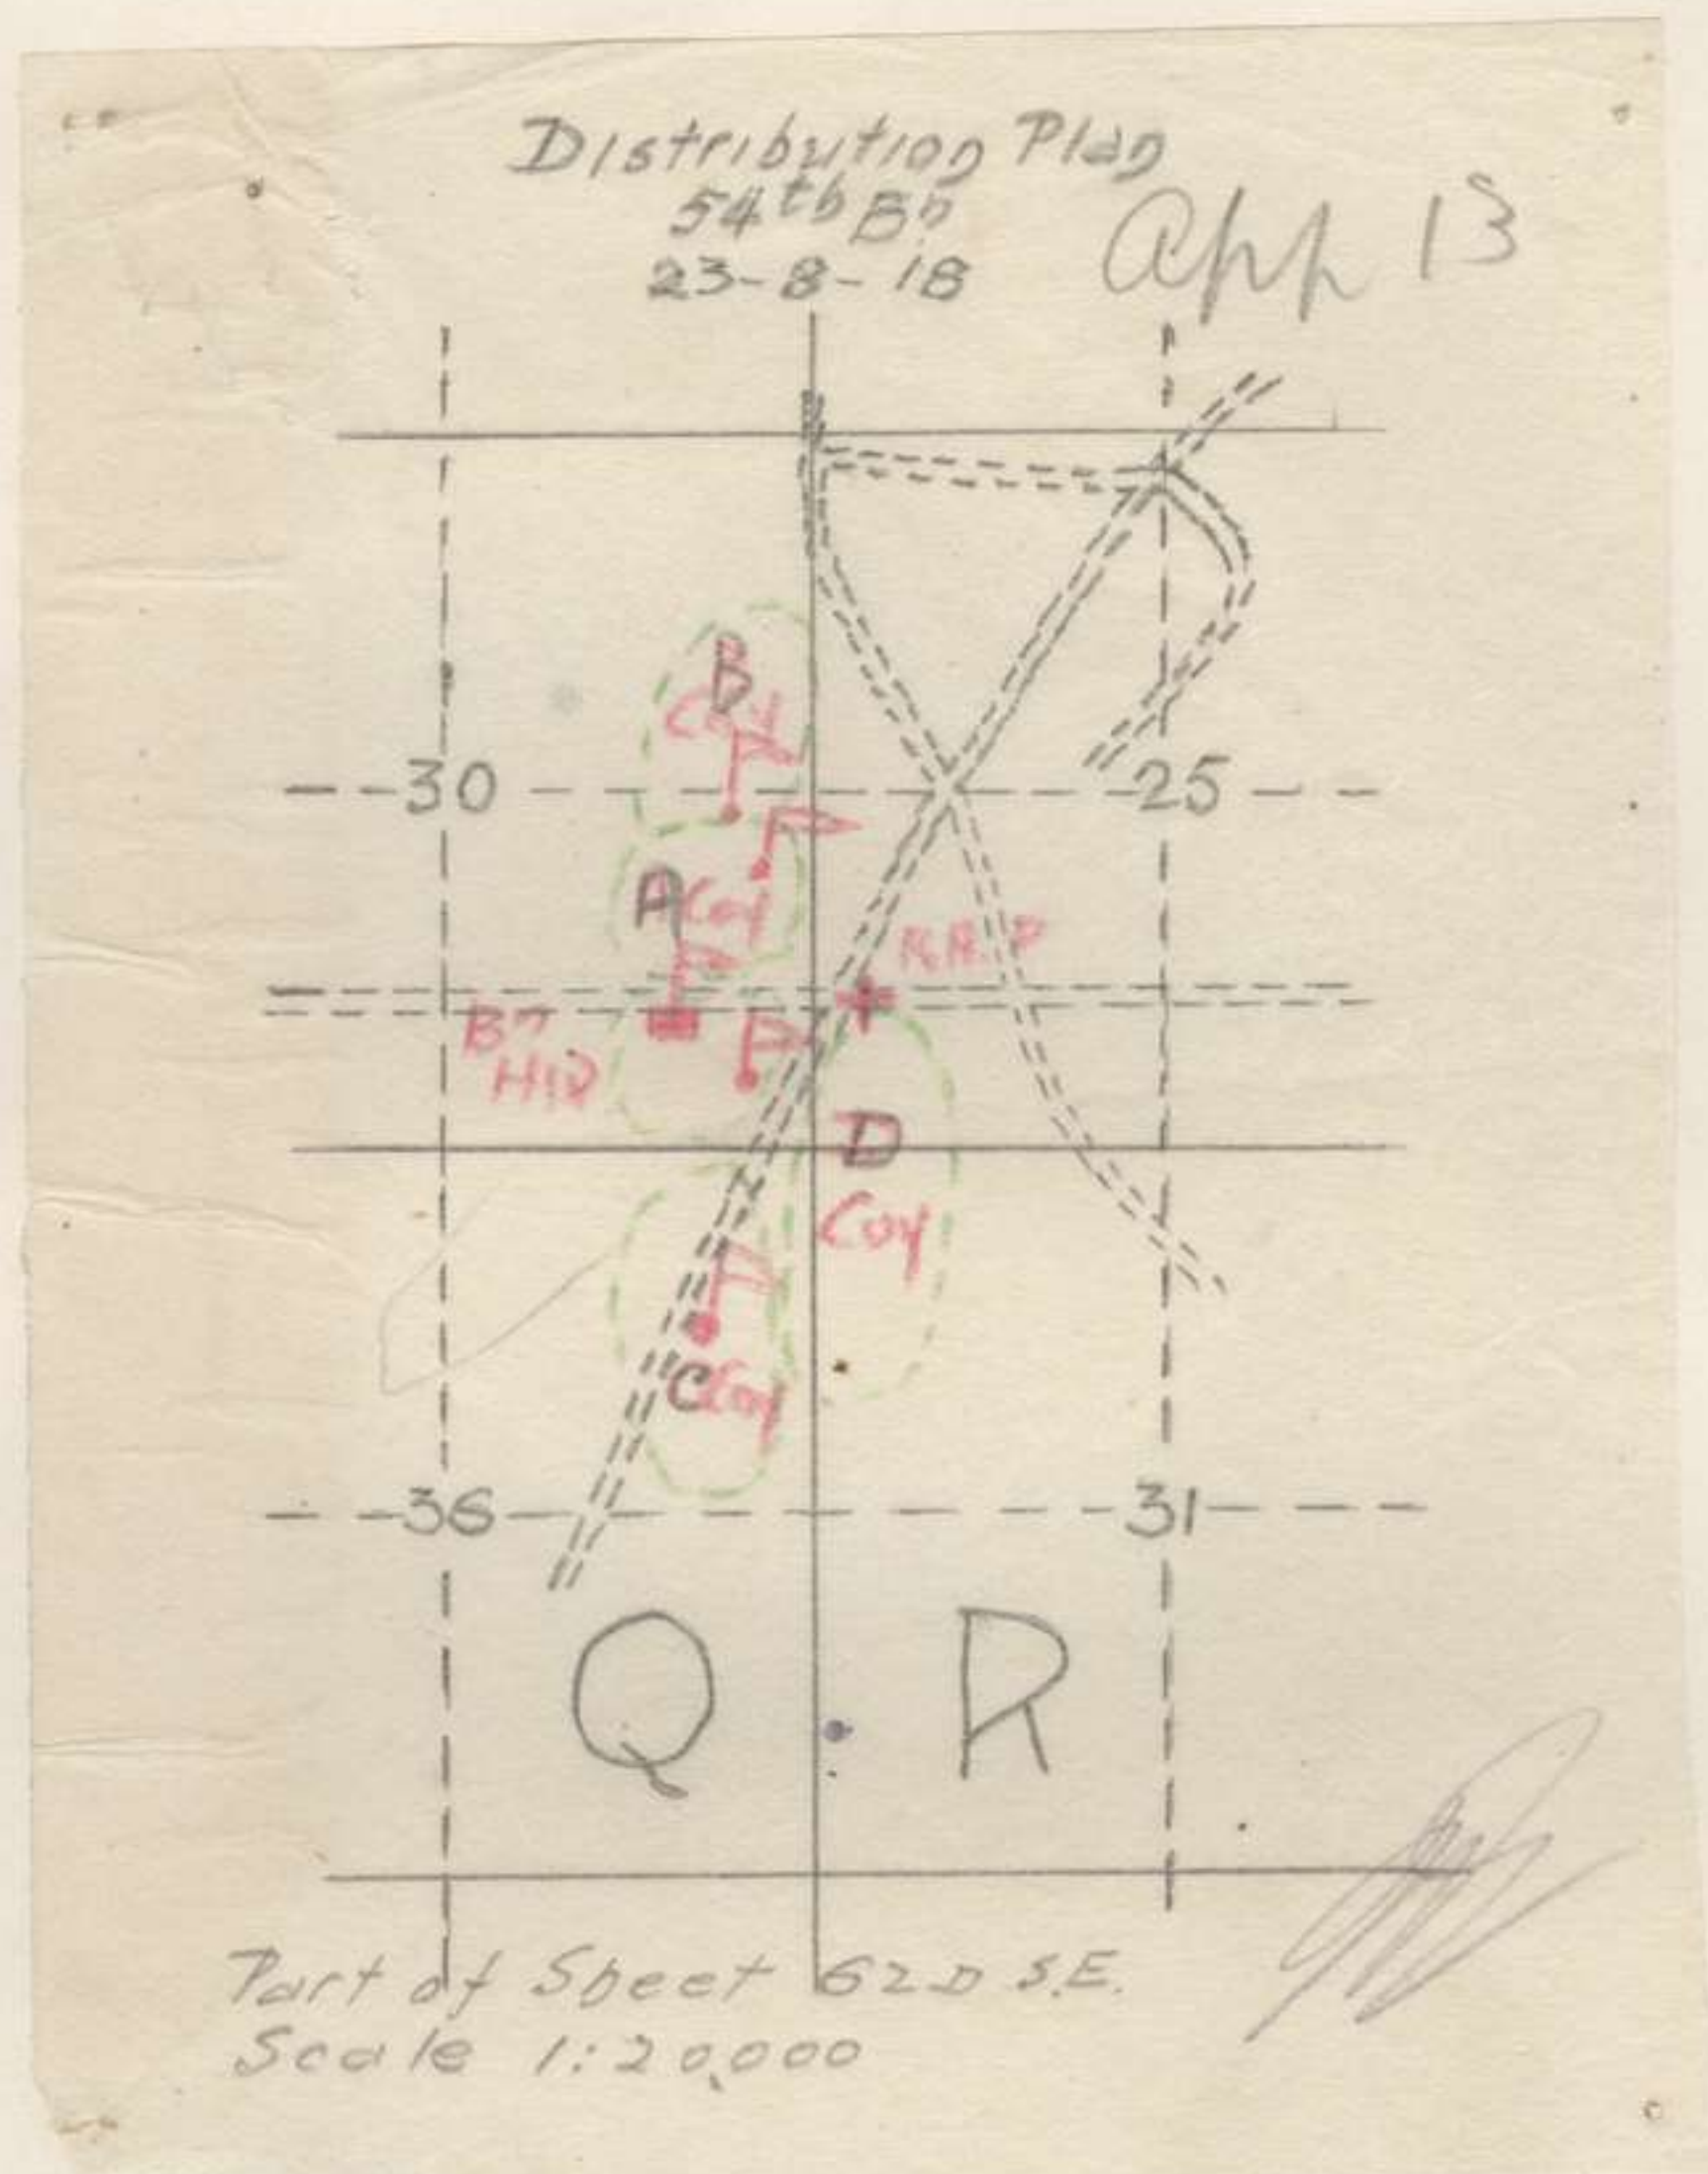 Distribution Plan
54th Bn
23-8-18
App 13
B
Coy
30
25
A Coy
R.A.P
Bn
HQ
D
Coy
C Coy
36
31
Q
R
Part of Sheet 62D S.E.
Scale 1:20,000